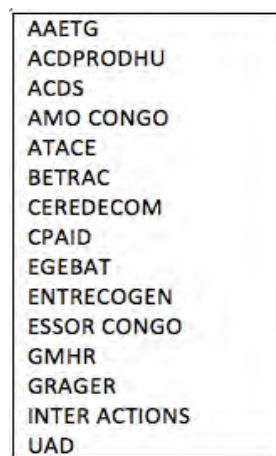 AAETG
ACDPRODHU
ACDS
AMO CONGO
ATACE
BETRAC
CEREDECOM
CPAID
EGEBAT
ENTRECOGEN
ESSOR CONGO
GMHR
GRAGER
INTER ACTIONS
UAD